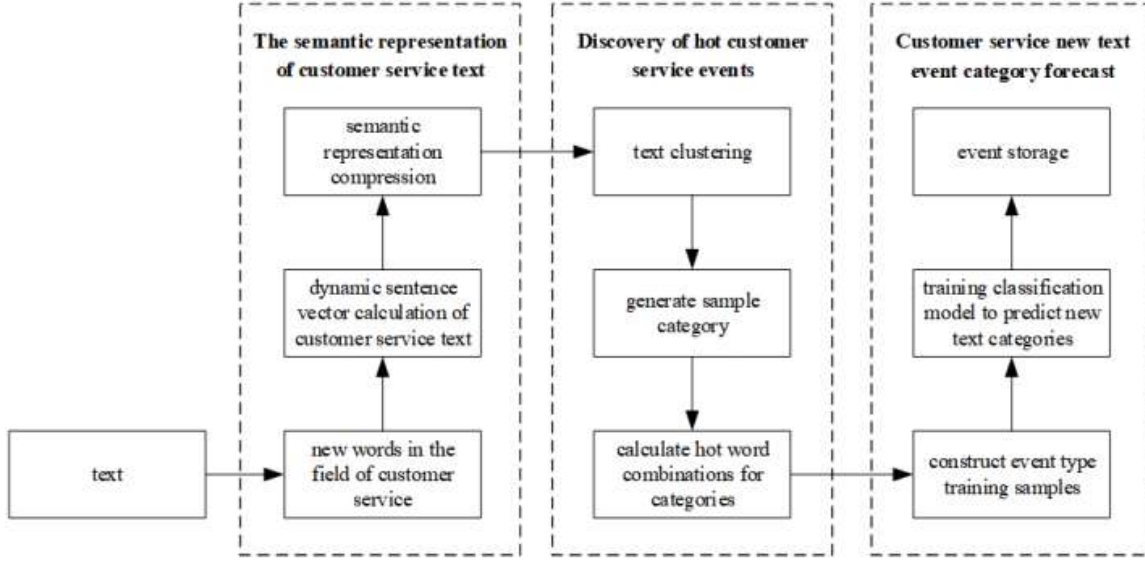 The semantic representation
of customer service text
semantic
representation
compression
dynamic sentence
vector calculation of
customer service text
new words in the
field of customer
service
text
Discovery of hot customer
service events
text clustering
generate sample
category
calculate hot word
combinations for
categories
Customer service new text
event category forecast
event storage
training classification
model to predict new
text categories
construct event type
training samples